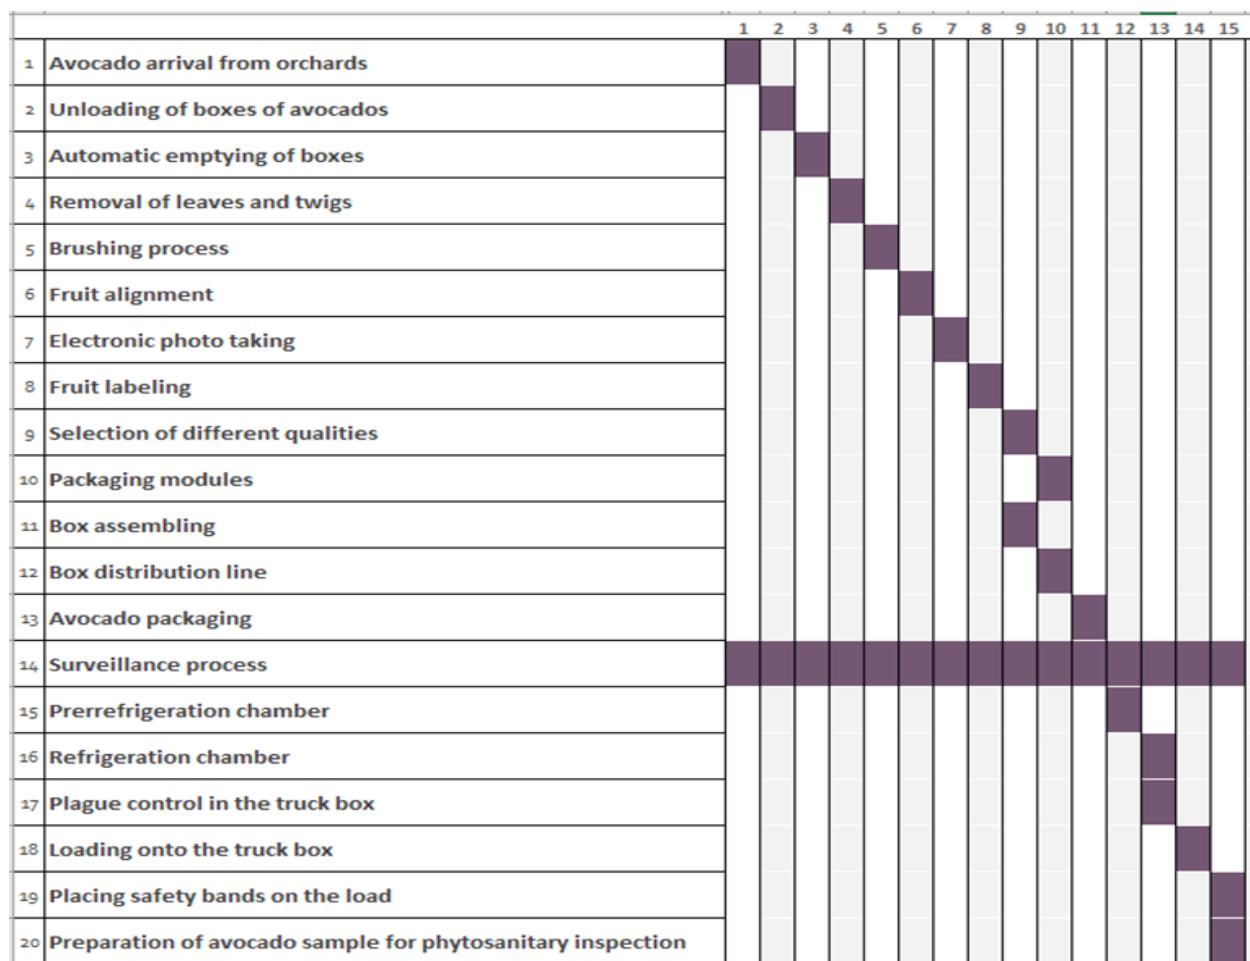 1 2 3 4 5 6 7 8 9 10 11 12 13 14 15
1 Avocado arrival from orchards
2 Unloading of boxes of avocados
3 Automatic emptying of boxes
4 Removal of leaves and twigs
5 Brushing process
6 Fruit alignment
7 Electronic photo taking
8 Fruit labeling
9 Selection of different qualities
10 Packaging modules
11 Box assembling
12 Box distribution line
13 Avocado packaging
14 Surveillance process
15 Prerrefrigeration chamber
16 Refrigeration chamber
17 Plague control in the truck box
18 Loading onto the truck box
19 Placing safety bands on the load
20 Preparation of avocado sample for phytosanitary inspection